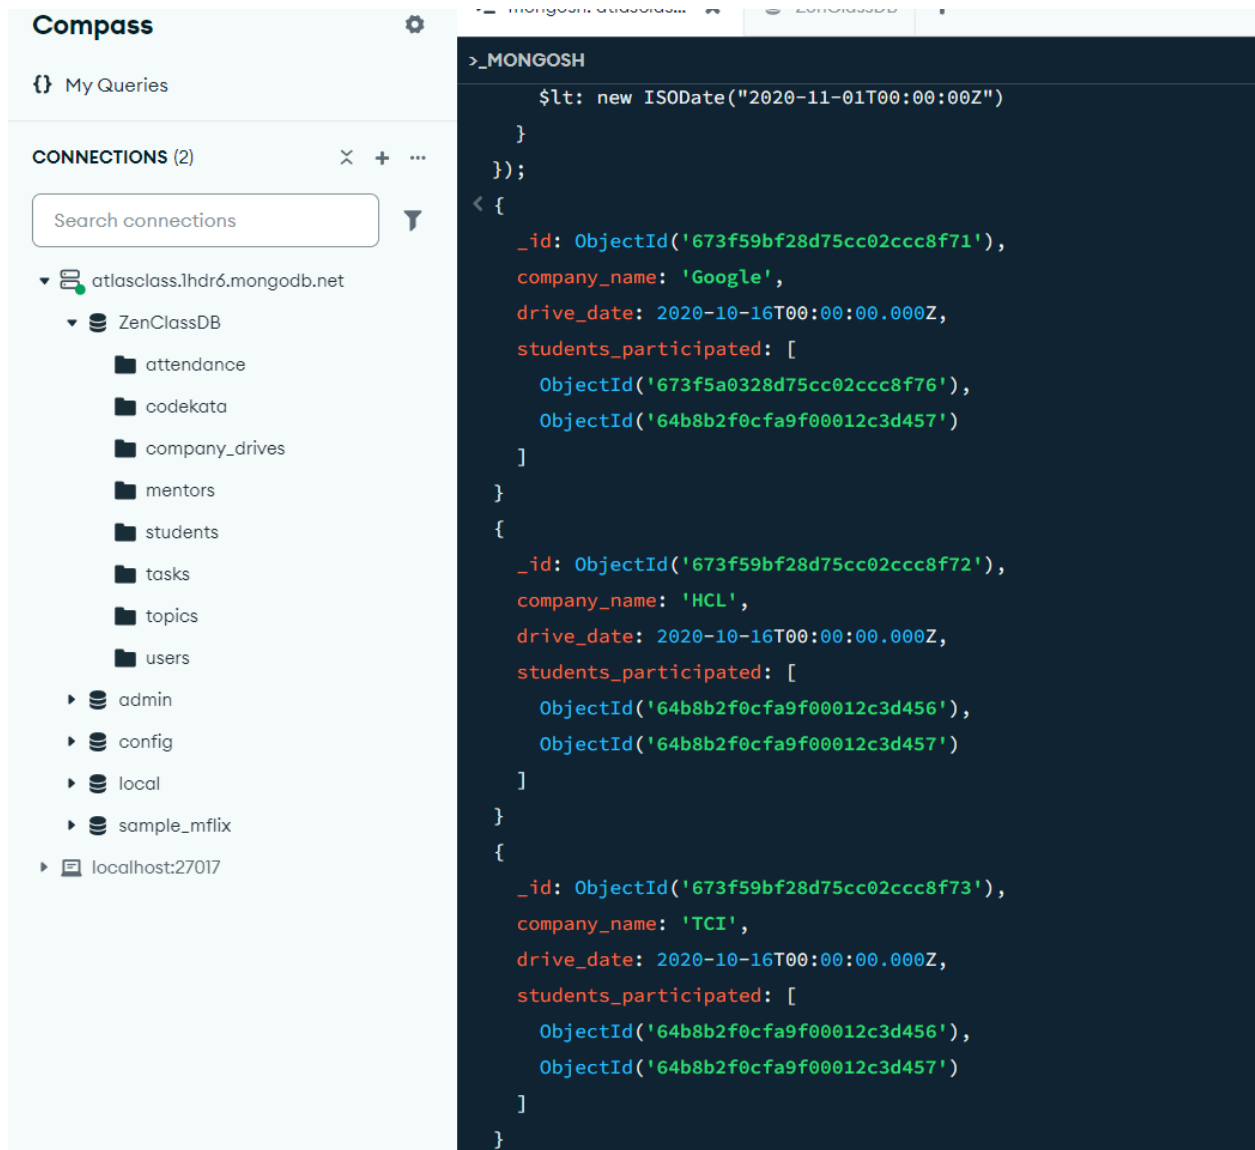 Compass
{} My Queries
CONNECTIONS (2)
Search connections
atlasclass.1hdr6.mongodb.net
ZenClassDB
attendance
codekata
company_drives
mentors
students
tasks
topics
users
admin
config
local
sample_mflix
localhost:27017
>_ mongosh: atlasclas...
ZenClassDB
>_MONGOSH
$lt: new ISODate("2020-11-01T00:00:00Z")
}
});
< {
_id: ObjectId('673f59bf28d75cc02ccc8f71'),
company_name: 'Google',
drive_date: 2020-10-16T00:00:00.000Z,
students_participated: [
ObjectId('673f5a0328d75cc02ccc8f76'),
ObjectId('64b8b2f0cfa9f00012c3d457')
]
}
{
_id: ObjectId('673f59bf28d75cc02ccc8f72'),
company_name: 'HCL',
drive_date: 2020-10-16T00:00:00.000Z,
students_participated: [
ObjectId('64b8b2f0cfa9f00012c3d456'),
ObjectId('64b8b2f0cfa9f00012c3d457')
]
}
{
_id: ObjectId('673f59bf28d75cc02ccc8f73'),
company_name: 'TCI',
drive_date: 2020-10-16T00:00:00.000Z,
students_participated: [
ObjectId('64b8b2f0cfa9f00012c3d456'),
ObjectId('64b8b2f0cfa9f00012c3d457')
]
}